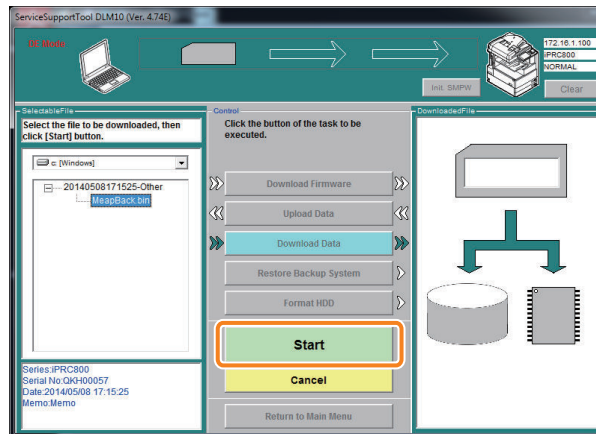 ServiceSupportTool DLM10 (Ver. 4.74E)
172.16.1.100
iPRC800
NORMAL
Init. SMPW
Clear
SelectableFile
Select the file to be downloaded, then
click [Start] button.
c: [Windows]
20140508171525-Other
MeapBack.bin
Series:iPRC800
Serial No:QKH00057
Date:2014/05/08 17:15:25
Memo:Memo
Control
Click the button of the task to be
executed.
Download Firmware
Upload Data
Download Data
Restore Backup System
Format HDD
Start
Cancel
Return to Main Menu
DownloadedFile